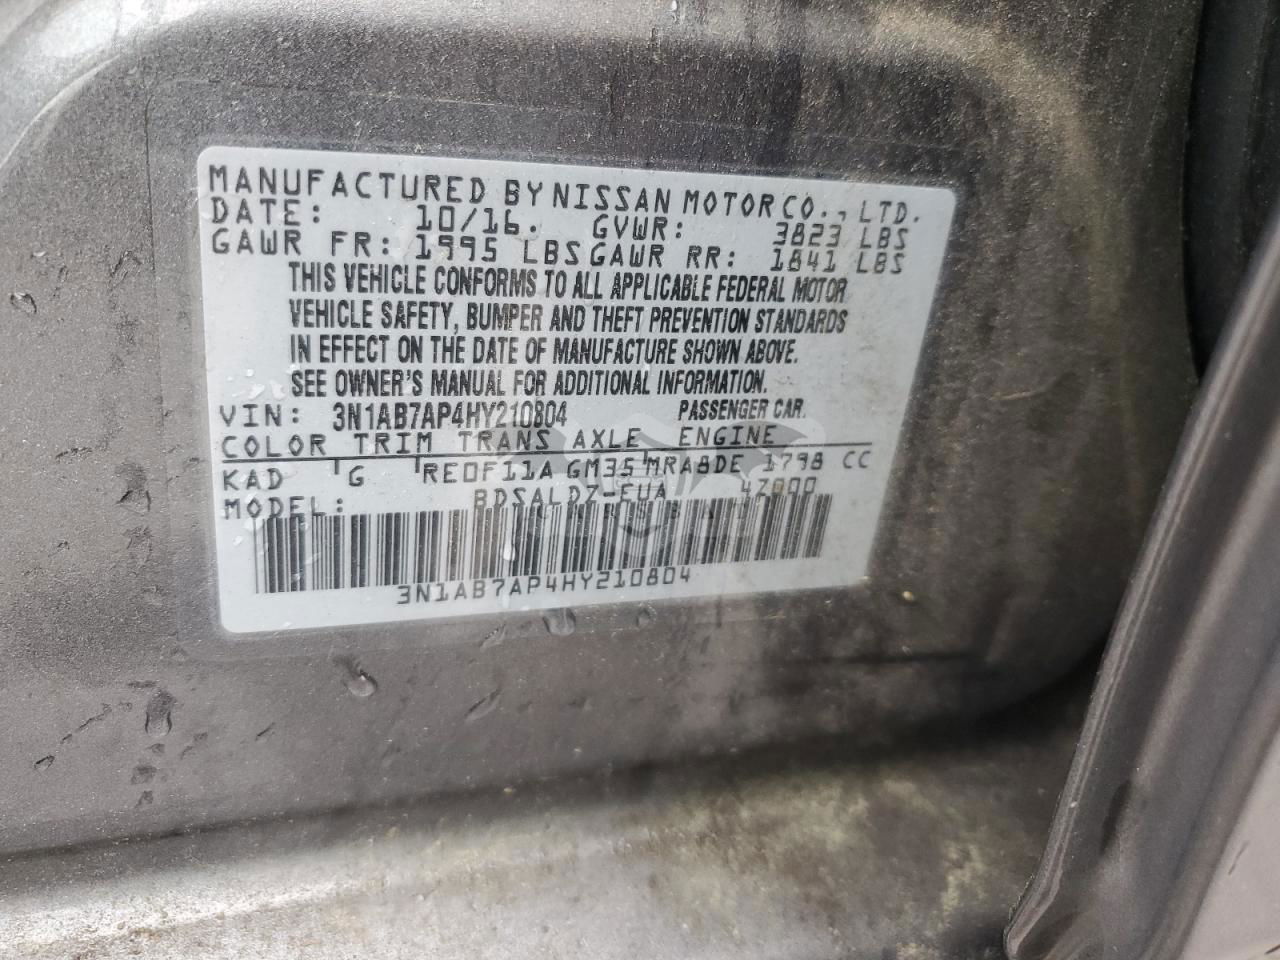 MANUFACTURED BY NISSAN MOTOR CO., LTD.
DATE: 10/16. GVWR: 3823 LBS
GAWR FR: 1995 LBS GAWR RR: 1841 LBS
THIS VEHICLE CONFORMS TO ALL APPLICABLE FEDERAL MOTOR
VEHICLE SAFETY, BUMPER AND THEFT PREVENTION STANDARDS
IN EFFECT ON THE DATE OF MANUFACTURE SHOWN ABOVE.
SEE OWNER'S MANUAL FOR ADDITIONAL INFORMATION.
VIN: 3N1AB7AP4HY210804 PASSENGER CAR.
COLOR TRIM TRANS AXLE ENGINE
KAD G RE0F11A GM35 MRA8DE 1798 CC
MODEL: BDSALDZ-EUA
3N1AB7AP4HY210804